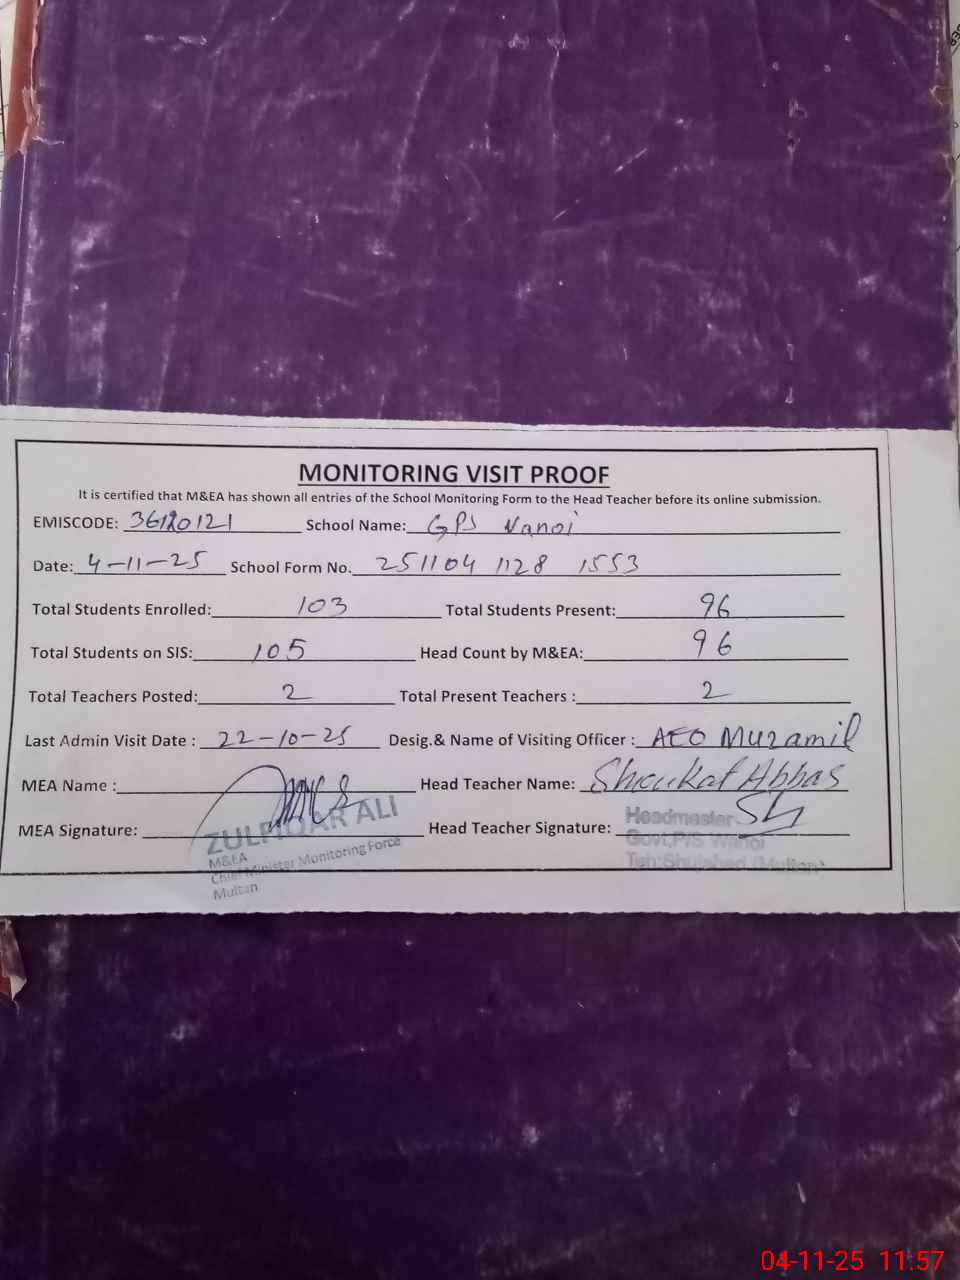 MONITORING VISIT PROOF
It is certified that M&EA has shown all entries of the School Monitoring Form to the Head Teacher before its online submission.
EMISCODE: 36120121 School Name: GPS Nanoi
Date: 4-11-25 School Form No. 251104 1128 1553
Total Students Enrolled: 103 Total Students Present: 96
Total Students on SIS: 105 Head Count by M&EA: 96
Total Teachers Posted: 2 Total Present Teachers : 2
Last Admin Visit Date : 22-10-25 Desig.& Name of Visiting Officer : AEO Muzamil
MEA Name : Head Teacher Name: Shoukat Abbas
MEA Signature: Head Teacher Signature:
ZULFIQAR ALI
M&EA
Chief Minister Monitoring Force
Multan
Headmaster
Govt.P/S
Teh:Shujabad (Multan)
04-11-25 11:57